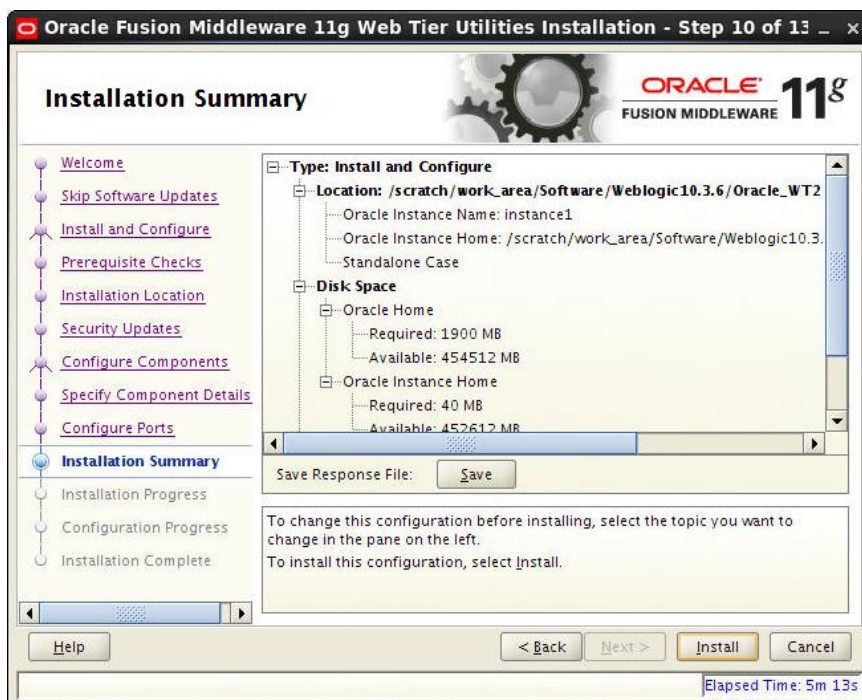 Oracle Fusion Middleware 11g Web Tier Utilities Installation - Step 10 of 13
Installation Summary
ORACLE
FUSION MIDDLEWARE 11g
Welcome
Skip Software Updates
Install and Configure
Prerequisite Checks
Installation Location
Security Updates
Configure Components
Specify Component Details
Configure Ports
Installation Summary
Installation Progress
Configuration Progress
Installation Complete
Type: Install and Configure
Location: /scratch/work_area/Software/Weblogic10.3.6/Oracle_WT2
Oracle Instance Name: instance1
Oracle Instance Home: /scratch/work_area/Software/Weblogic10.3.
Standalone Case
Disk Space
Oracle Home
Required: 1900 MB
Available: 454512 MB
Oracle Instance Home
Required: 40 MB
Available: 452612 MB
Save Response File: Save
To change this configuration before installing, select the topic you want to
change in the pane on the left.
To install this configuration, select Install.
Help < Back Next > Install Cancel
Elapsed Time: 5m 13s